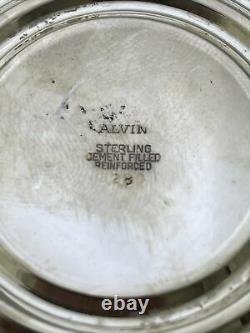 ALVIN
STERLING
CEMENT FILLED
REINFORCED